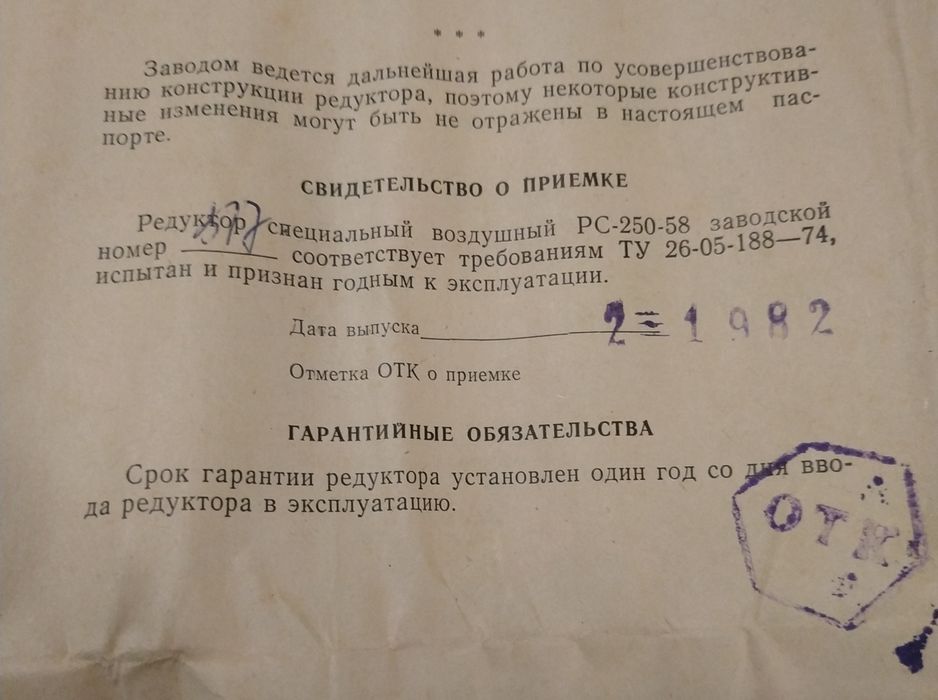 * * *
Заводом ведется дальнейшая работа по усовершенствова-
нию конструкции редуктора, поэтому некоторые конструктив-
ные изменения могут быть не отражены в настоящем пас-
порте.
СВИДЕТЕЛЬСТВО О ПРИЕМКЕ
Редуктор специальный воздушный РС-250-58 заводской
номер соответствует требованиям ТУ 26-05-188—74,
испытан и признан годным к эксплуатации.
Дата выпуска 2 = 1982
Отметка ОТК о приемке
ГАРАНТИЙНЫЕ ОБЯЗАТЕЛЬСТВА
Срок гарантии редуктора установлен один год со дня вво-
да редуктора в эксплуатацию.
ОТК